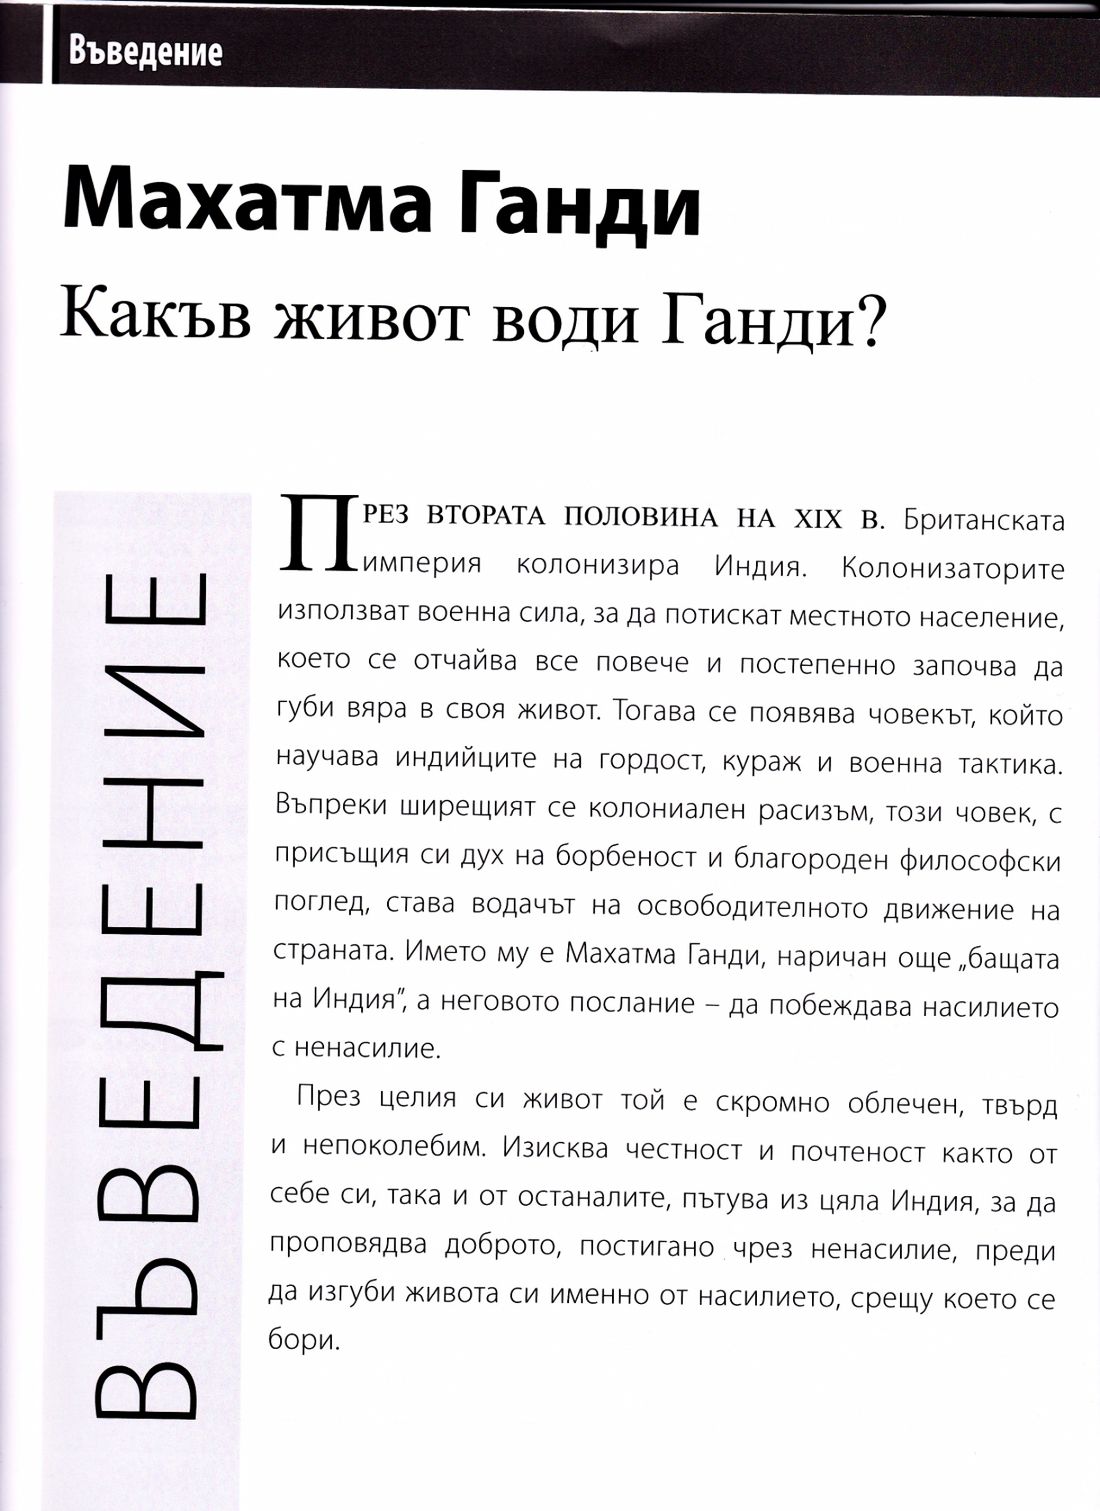 Въведение
Махатма Ганди
Какъв живот води Ганди?
ВЪВЕДЕНИЕ
ПРЕЗ ВТОРАТА ПОЛОВИНА НА XIX В. Британската
империя колонизира Индия. Колонизаторите
използват военна сила, за да потискат местното население,
което се отчайва все повече и постепенно започва да
губи вяра в своя живот. Тогава се появява човекът, който
научава индийците на гордост, кураж и военна тактика.
Въпреки ширещият се колониален расизъм, този човек, с
присъщия си дух на борбеност и благороден философски
поглед, става водачът на освободителното движение на
страната. Името му е Махатма Ганди, наричан още „бащата
на Индия”, а неговото послание – да побеждава насилието
с ненасилие.
През целия си живот той е скромно облечен, твърд
и непоколебим. Изисква честност и почтеност както от
себе си, така и от останалите, пътува из цяла Индия, за да
проповядва доброто, постигано чрез ненасилие, преди
да изгуби живота си именно от насилието, срещу което се
бори.